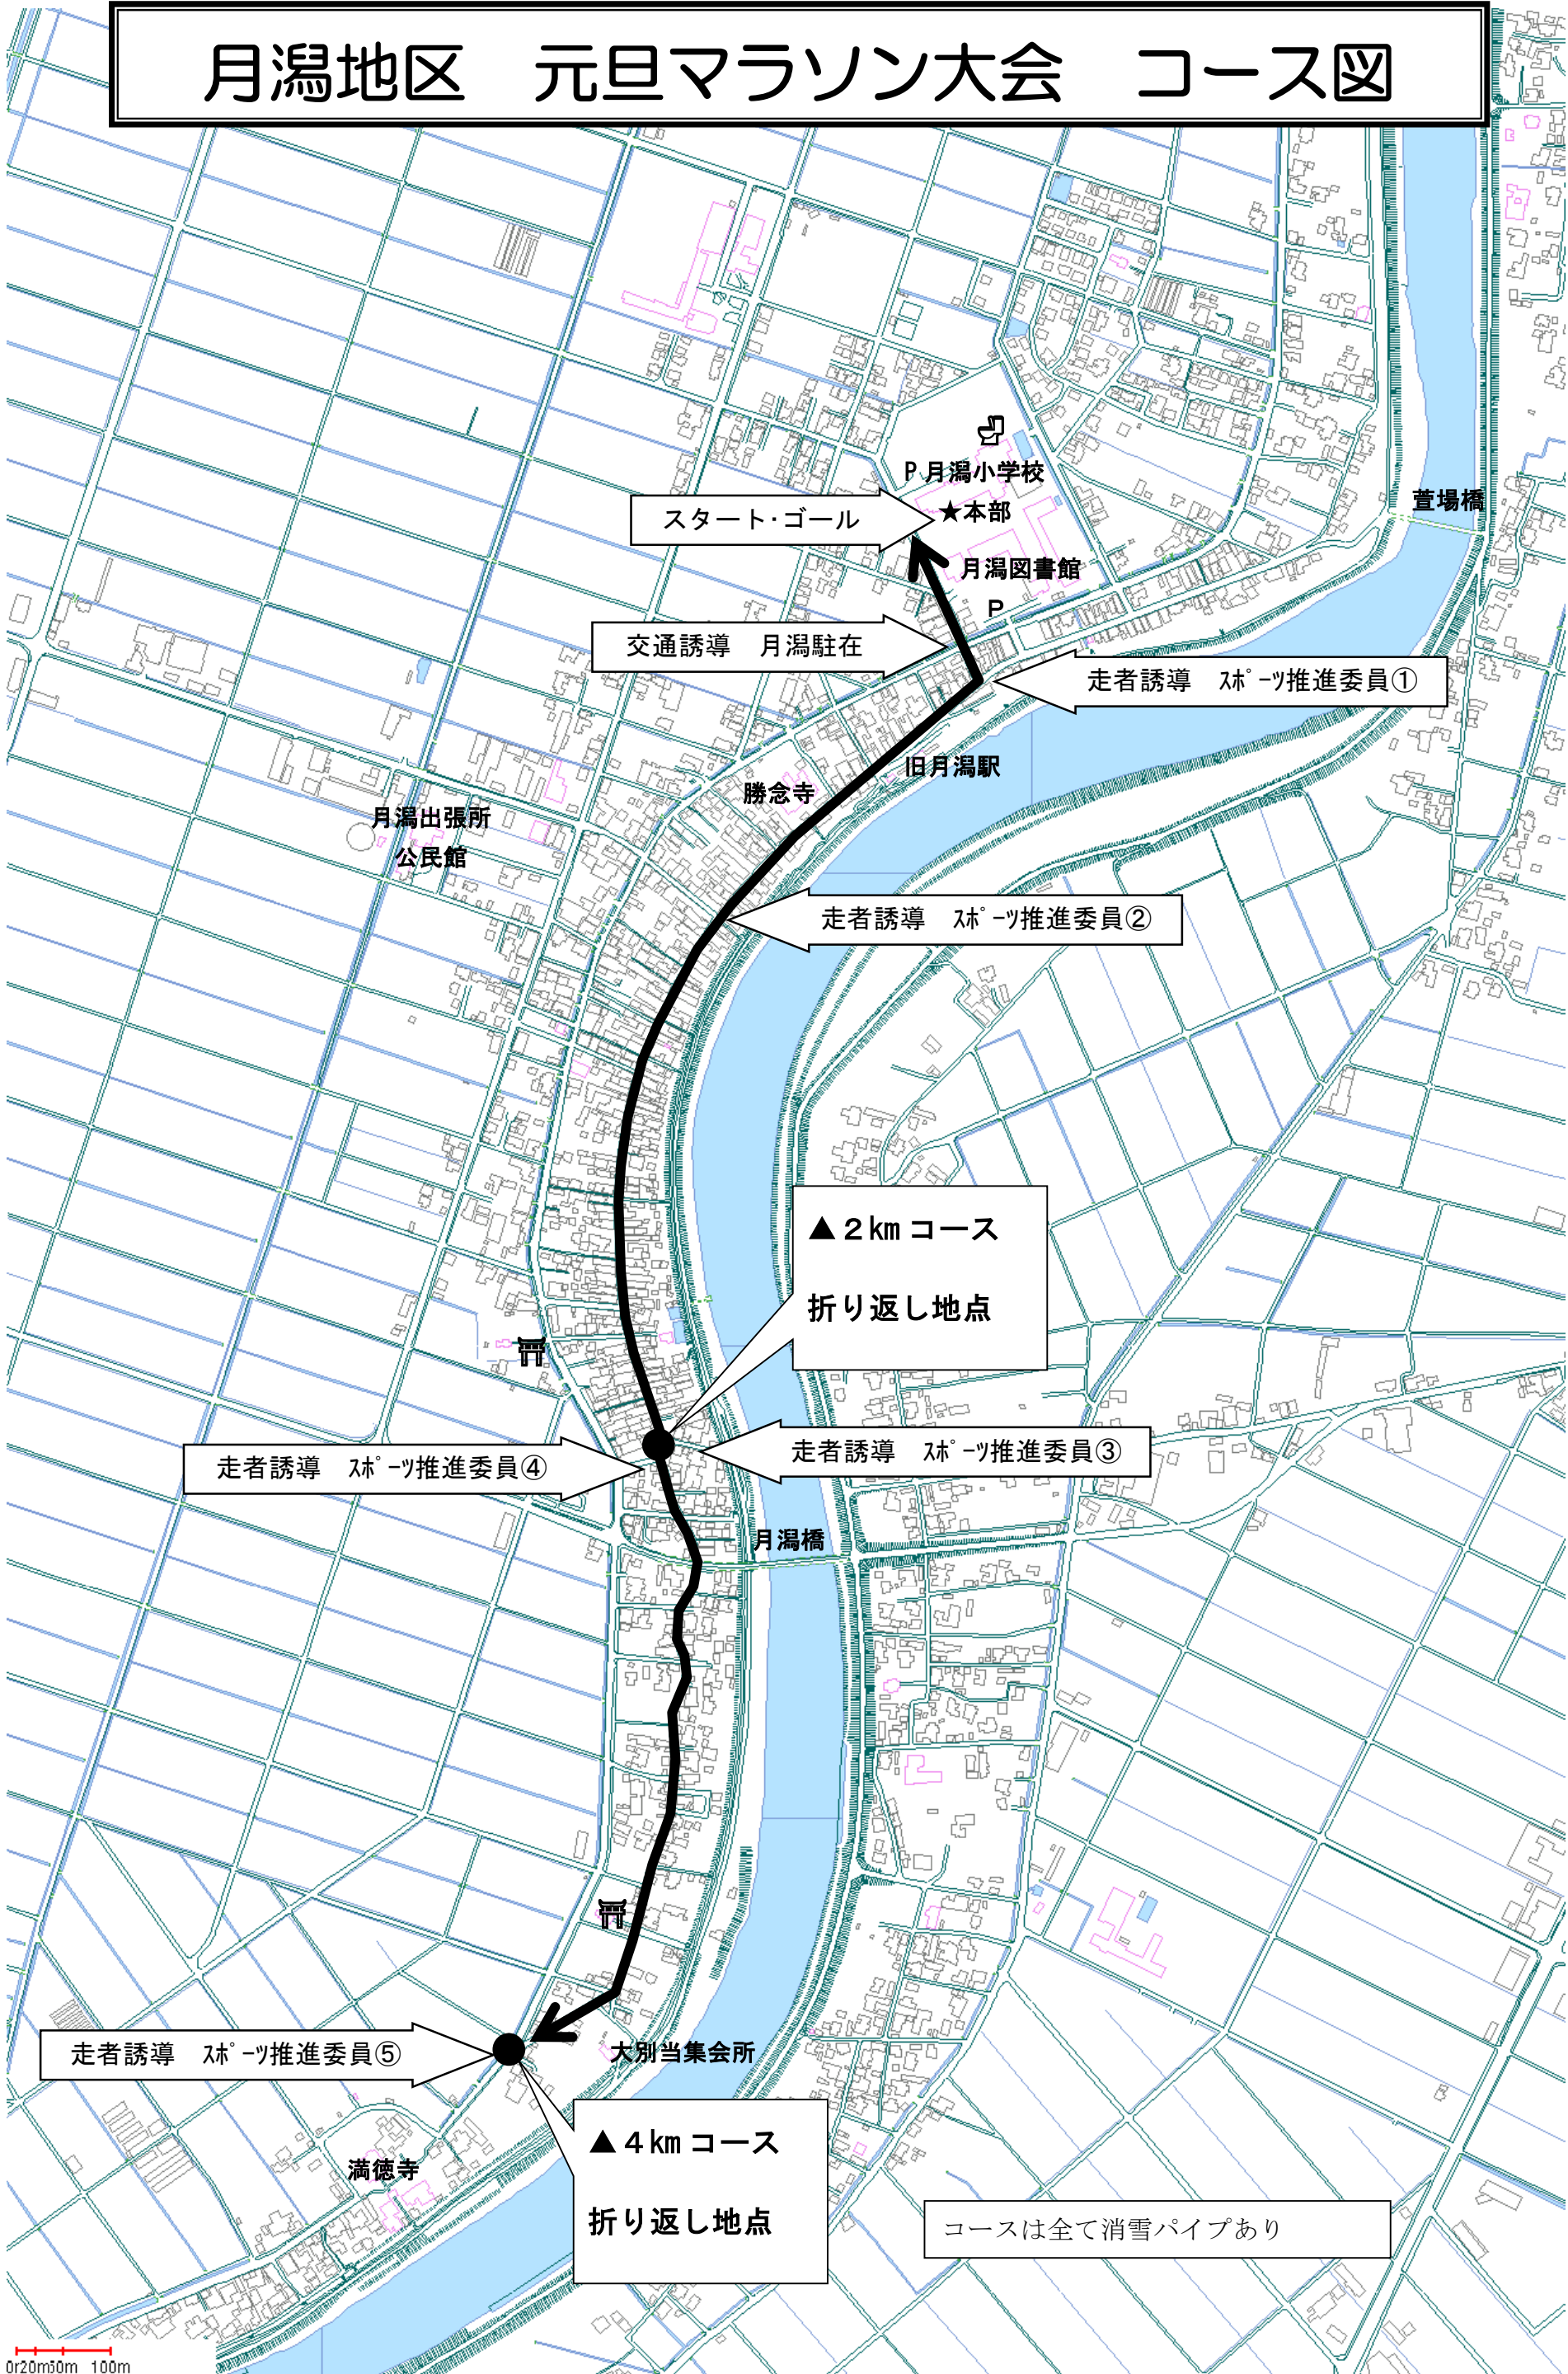 月潟地区　元旦マラソン大会　コース図
P 月潟小学校
★本部
萱場橋
スタート･ゴール
月潟図書館
P
交通誘導　月潟駐在
走者誘導　ｽﾎﾟｰﾂ推進委員①
旧月潟駅
勝念寺
月潟出張所
公民館
走者誘導　ｽﾎﾟｰﾂ推進委員②
▲２㎞コース
折り返し地点
走者誘導　ｽﾎﾟｰﾂ推進委員③
走者誘導　ｽﾎﾟｰﾂ推進委員④
月潟橋
走者誘導　ｽﾎﾟｰﾂ推進委員⑤
大別当集会所
▲４㎞コース
折り返し地点
満徳寺
コースは全て消雪パイプあり
20m 50m 100m